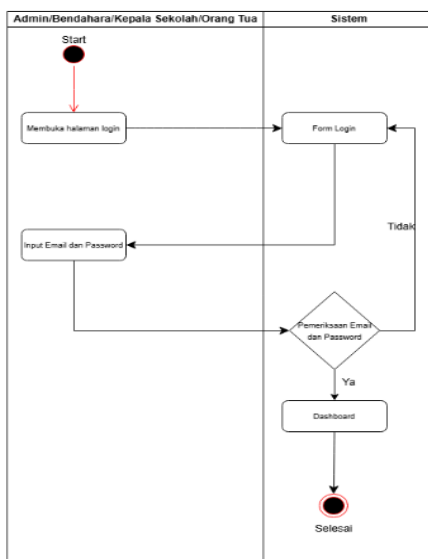 Admin/Bendahara/Kepala Sekolah/Orang Tua
Sistem
Start
Membuka halaman login
Form Login
Tidak
Input Email dan Password
Pemeriksaan Email
dan Password
Ya
Dashboard
Selesai